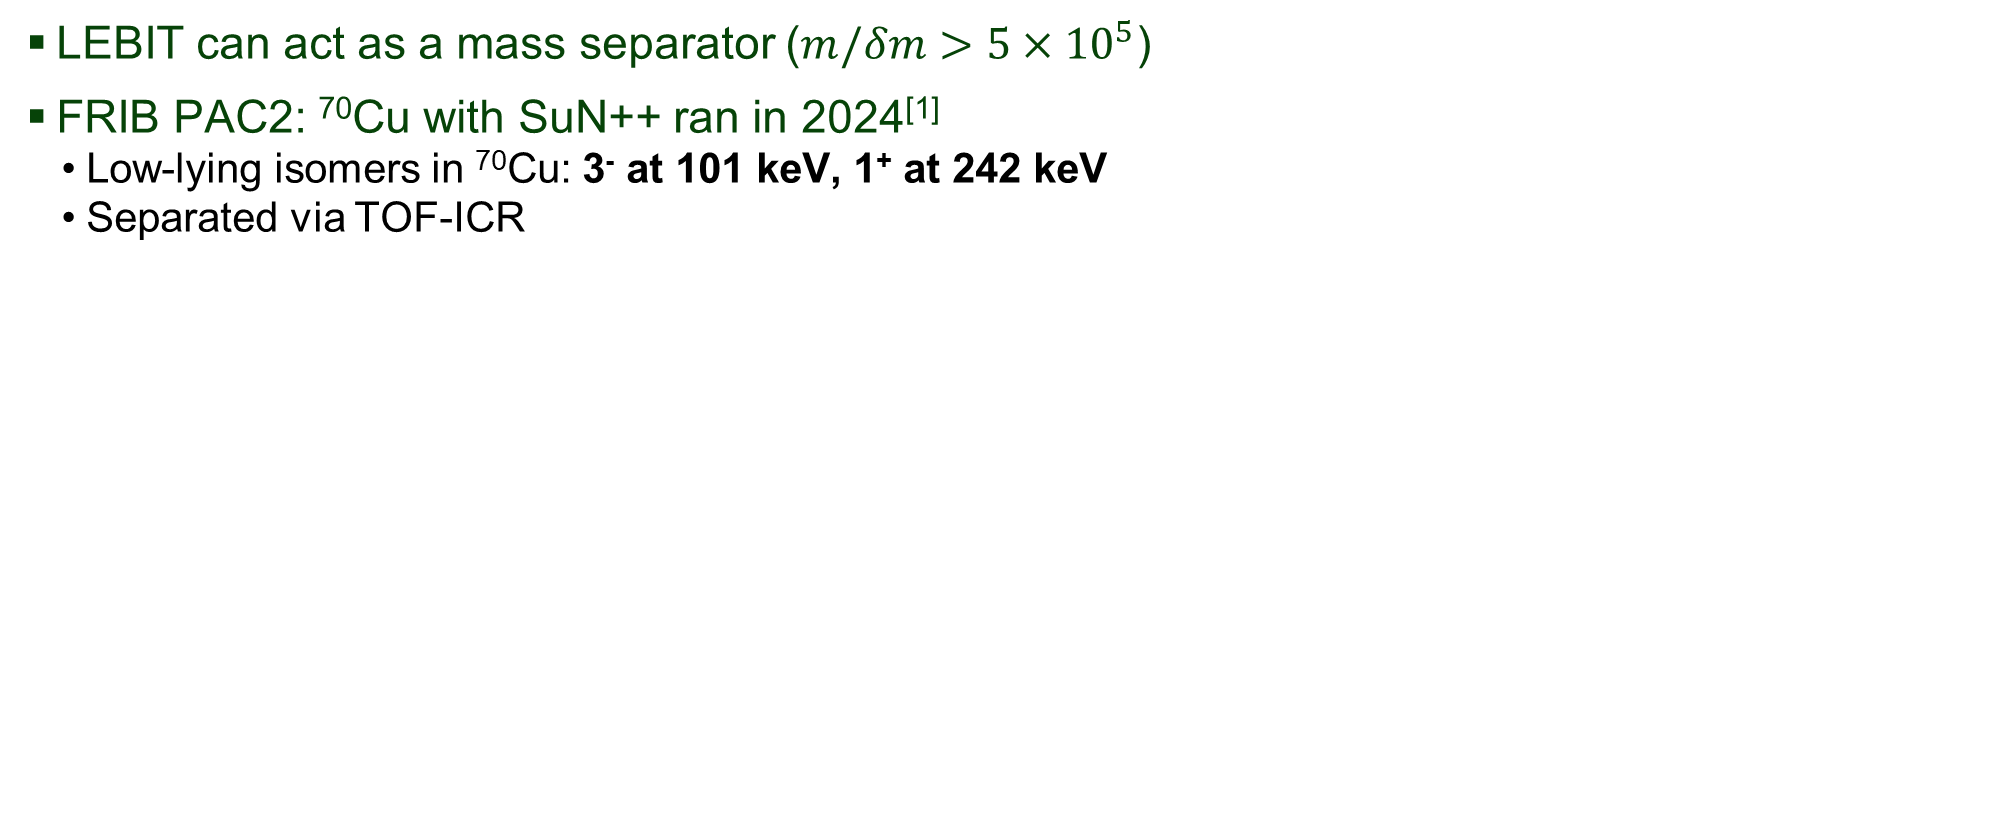 ▪ LEBIT can act as a mass separator (𝑚/𝛿𝑚 > 5 × 10⁵)
▪ FRIB PAC2: ⁷⁰Cu with SuN++ ran in 2024[1]
• Low-lying isomers in ⁷⁰Cu: 3⁻ at 101 keV, 1⁺ at 242 keV
• Separated via TOF-ICR